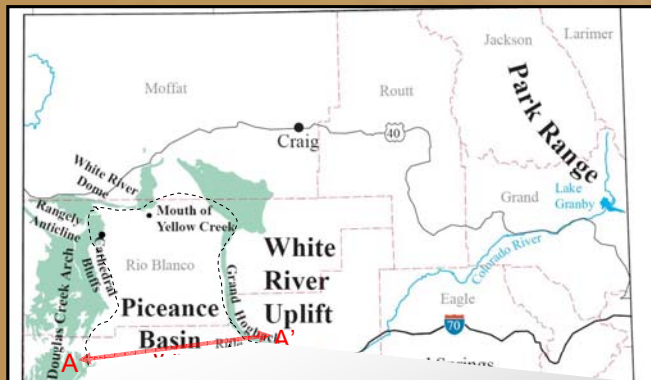 Jackson
Larimer
Moffat
Routt
Park Range
Craig
40
White River
Dome
Grand
Lake
Granby
Rangely
Anticline
Mouth of
Yellow Creek
Cathedral
Bluffs
Rio Blanco
White
River
Uplift
Colorado River
Douglas Creek Arch
Grand Hogback
Eagle
70
Piceance
Basin
A
A'